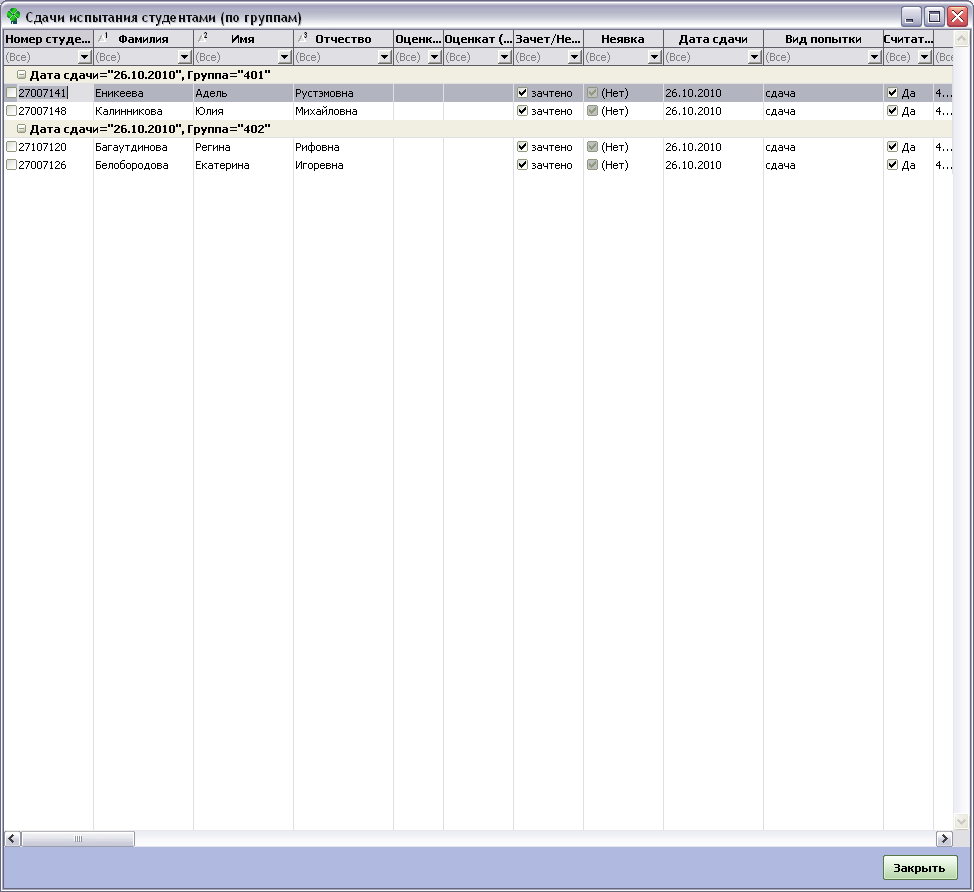 Сдачи испытания студентами (по группам)
Номер студе... 1 Фамилия 2 Имя 3 Отчество Оценк... Оценкат (... Зачет/Не... Неявка Дата сдачи Вид попытки Считат...
(Все) (Все) (Все) (Все) (Все) (Все) (Все) (Все) (Все) (Все) (Все) (Все
Дата сдачи="26.10.2010", Группа="401"
27007141 Еникеева Адель Рустэмовна зачтено (Нет) 26.10.2010 сдача Да 4...
27007148 Калинникова Юлия Михайловна зачтено (Нет) 26.10.2010 сдача Да 4...
Дата сдачи="26.10.2010", Группа="402"
27107120 Багаутдинова Регина Рифовна зачтено (Нет) 26.10.2010 сдача Да 4...
27007126 Белобородова Екатерина Игоревна зачтено (Нет) 26.10.2010 сдача Да 4...
Закрыть